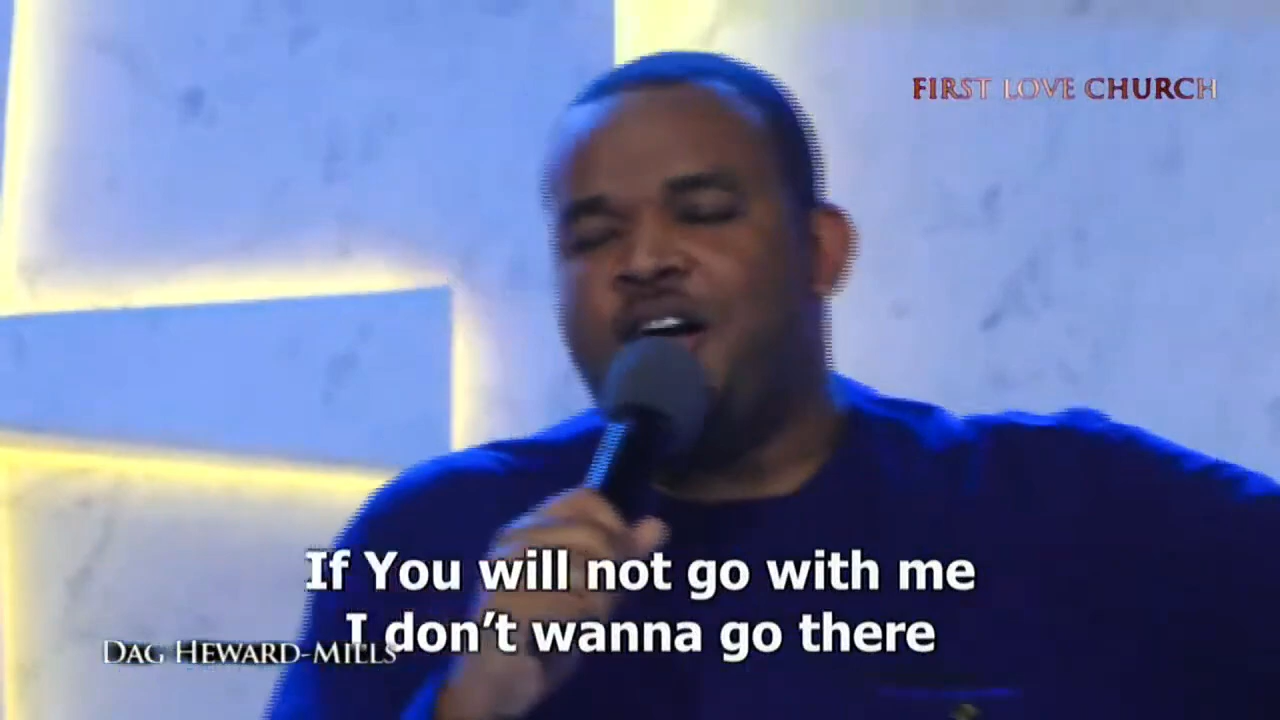 FIRST LOVE CHURCH
If You will not go with me
I don't wanna go there
DAG HEWARD-MILLS